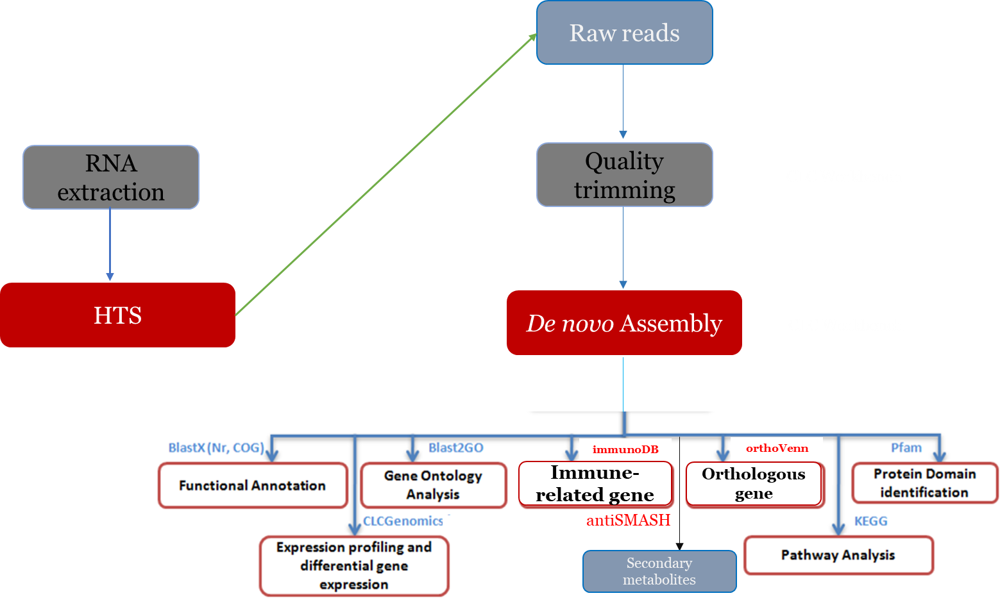 Raw reads
RNA
extraction
Quality
trimming
HTS
De novo Assembly
BlastX (Nr, COG)
Blast2GO
immunoDB
orthoVenn
Pfam
Functional Annotation
Gene Ontology
Analysis
Immune-
related gene
Orthologous
gene
Protein Domain
identification
CLCGenomics
antiSMASH
KEGG
Expression profiling and
differential gene
expression
Secondary
metabolites
Pathway Analysis